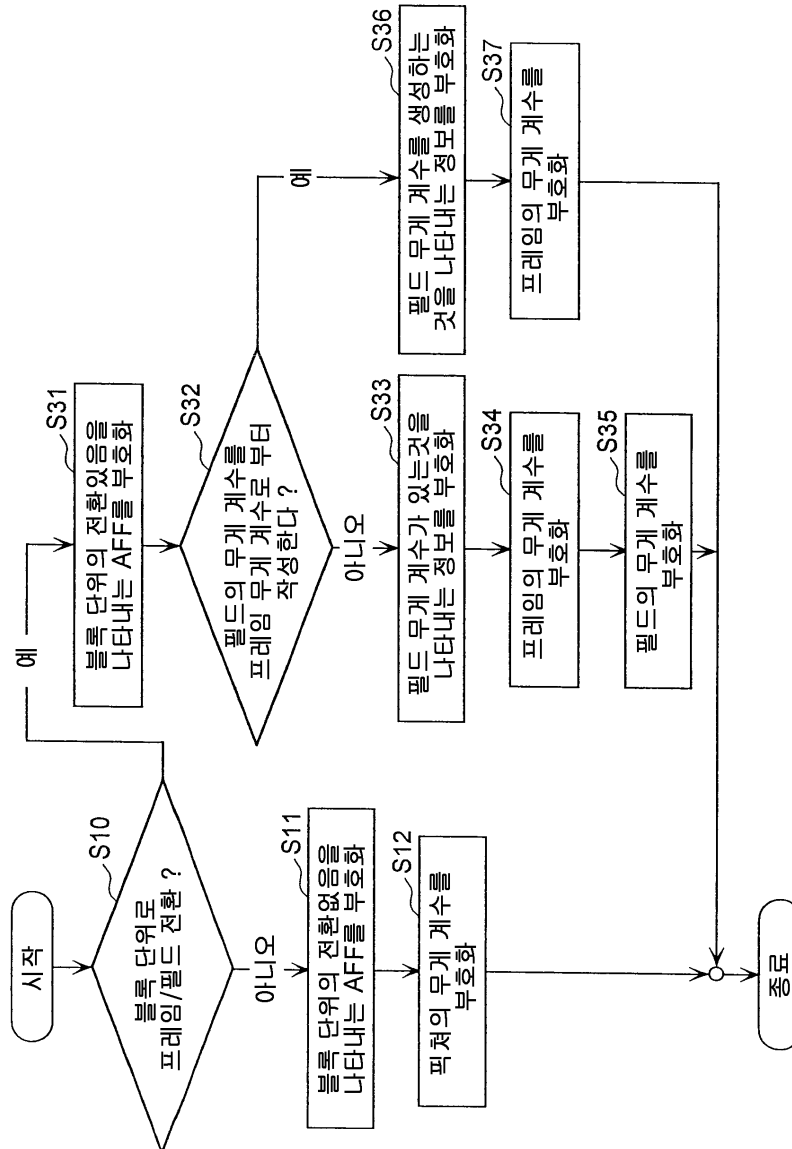 시작
S10
블록 단위로
프레임/필드 전환 ?
예
아니오
S11
블록 단위의 전환없음을
나타내는 AFF를 부호화
S12
픽쳐의 무게 계수를
부호화
S31
블록 단위의 전환있음을
나타내는 AFF를 부호화
S32
필드의 무게 계수를
프레임 무게 계수로 부터
작성한다 ?
예
아니오
S33
필드 무게 계수가 있는것을
나타내는 정보를 부호화
S34
프레임의 무게 계수를
부호화
S35
필드의 무게 계수를
부호화
S36
필드 무게 계수를 생성하는
것을 나타내는 정보를 부호화
S37
프레임의 무게 계수를
부호화
종료